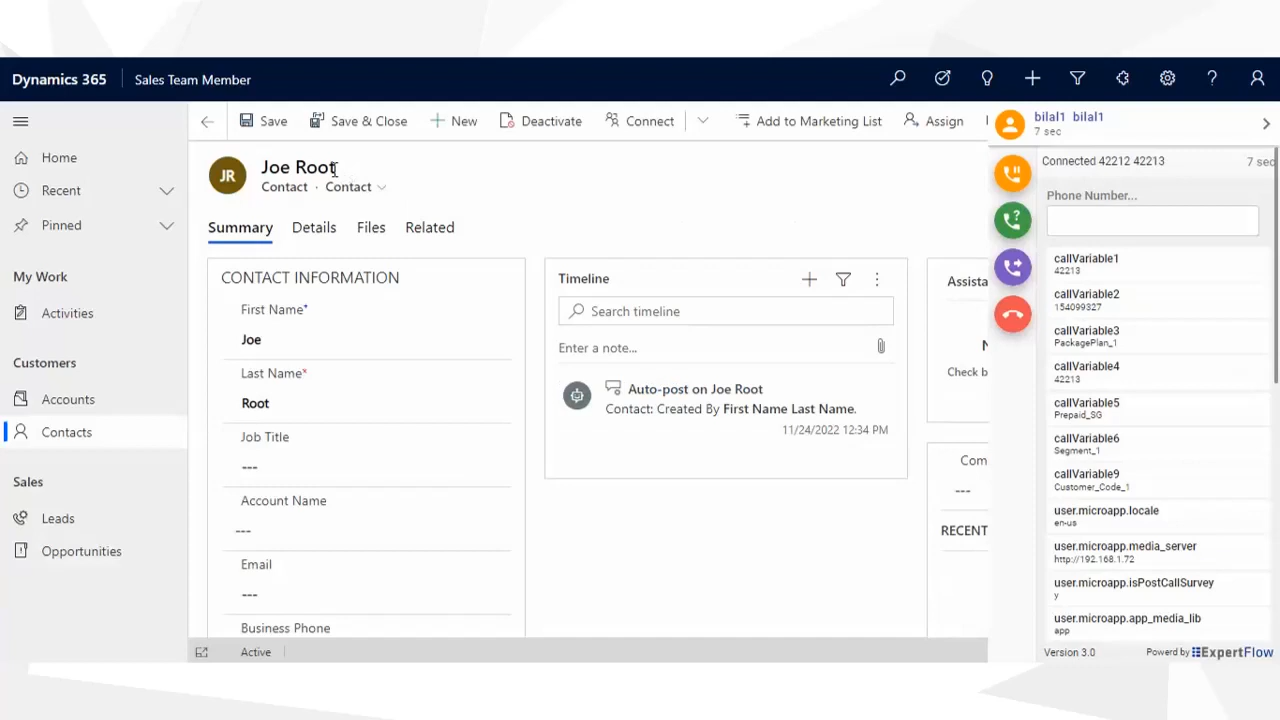 Dynamics 365
Sales Team Member
Save
Save & Close
New
Deactivate
Connect
Add to Marketing List
Assign
Home
Recent
Pinned
My Work
Activities
Customers
Accounts
Contacts
Sales
Leads
Opportunities
JR
Joe Root
Contact · Contact
Summary
Details
Files
Related
CONTACT INFORMATION
First Name*
Joe
Last Name*
Root
Job Title
---
Account Name
---
Email
---
Business Phone
Active
Timeline
Search timeline
Enter a note...
Auto-post on Joe Root
Contact: Created By First Name Last Name.
11/24/2022 12:34 PM
Assista
N
Check b
Com
---
RECENT
bilal1 bilal1
7 sec
Connected 42212 42213
7 sec
Phone Number...
callVariable1
42213
callVariable2
154099327
callVariable3
PackagePlan_1
callVariable4
42213
callVariable5
Prepaid_SG
callVariable6
Segment_1
callVariable9
Customer_Code_1
user.microapp.locale
en-us
user.microapp.media_server
http://192.168.1.72
user.microapp.isPostCallSurvey
y
user.microapp.app_media_lib
app
Version 3.0
Powered by ExpertFlow